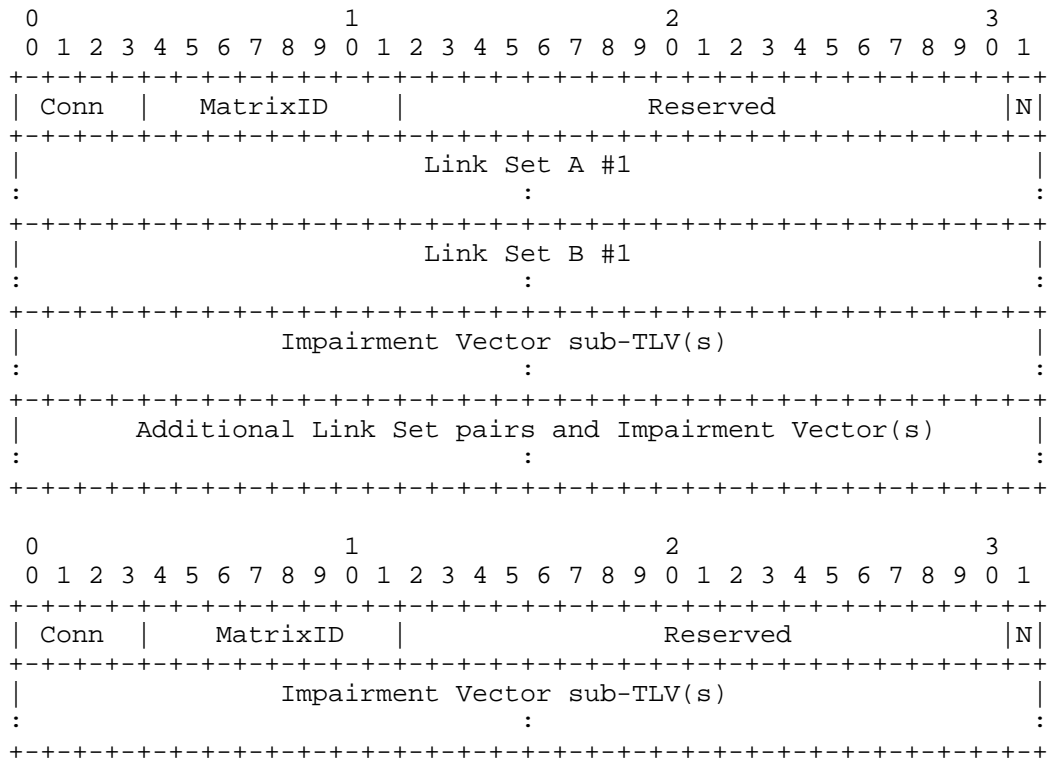 0                   1                   2                   3
 0 1 2 3 4 5 6 7 8 9 0 1 2 3 4 5 6 7 8 9 0 1 2 3 4 5 6 7 8 9 0 1
+-+-+-+-+-+-+-+-+-+-+-+-+-+-+-+-+-+-+-+-+-+-+-+-+-+-+-+-+-+-+-+-+
| Conn  |   MatrixID    |               Reserved              |N|
+-+-+-+-+-+-+-+-+-+-+-+-+-+-+-+-+-+-+-+-+-+-+-+-+-+-+-+-+-+-+-+-+
|                         Link Set A #1                         |
:                               :                               :
+-+-+-+-+-+-+-+-+-+-+-+-+-+-+-+-+-+-+-+-+-+-+-+-+-+-+-+-+-+-+-+-+
|                         Link Set B #1                         |
:                               :                               :
+-+-+-+-+-+-+-+-+-+-+-+-+-+-+-+-+-+-+-+-+-+-+-+-+-+-+-+-+-+-+-+-+
|                Impairment Vector sub-TLV(s)                   |
:                               :                               :
+-+-+-+-+-+-+-+-+-+-+-+-+-+-+-+-+-+-+-+-+-+-+-+-+-+-+-+-+-+-+-+-+
|       Additional Link Set pairs and Impairment Vector(s)      |
:                               :                               :
+-+-+-+-+-+-+-+-+-+-+-+-+-+-+-+-+-+-+-+-+-+-+-+-+-+-+-+-+-+-+-+-+
 0                   1                   2                   3
 0 1 2 3 4 5 6 7 8 9 0 1 2 3 4 5 6 7 8 9 0 1 2 3 4 5 6 7 8 9 0 1
+-+-+-+-+-+-+-+-+-+-+-+-+-+-+-+-+-+-+-+-+-+-+-+-+-+-+-+-+-+-+-+-+
| Conn  |    MatrixID   |                Reserved             |N|
+-+-+-+-+-+-+-+-+-+-+-+-+-+-+-+-+-+-+-+-+-+-+-+-+-+-+-+-+-+-+-+-+
|                Impairment Vector sub-TLV(s)                   |
:                               :                               :
+-+-+-+-+-+-+-+-+-+-+-+-+-+-+-+-+-+-+-+-+-+-+-+-+-+-+-+-+-+-+-+-+